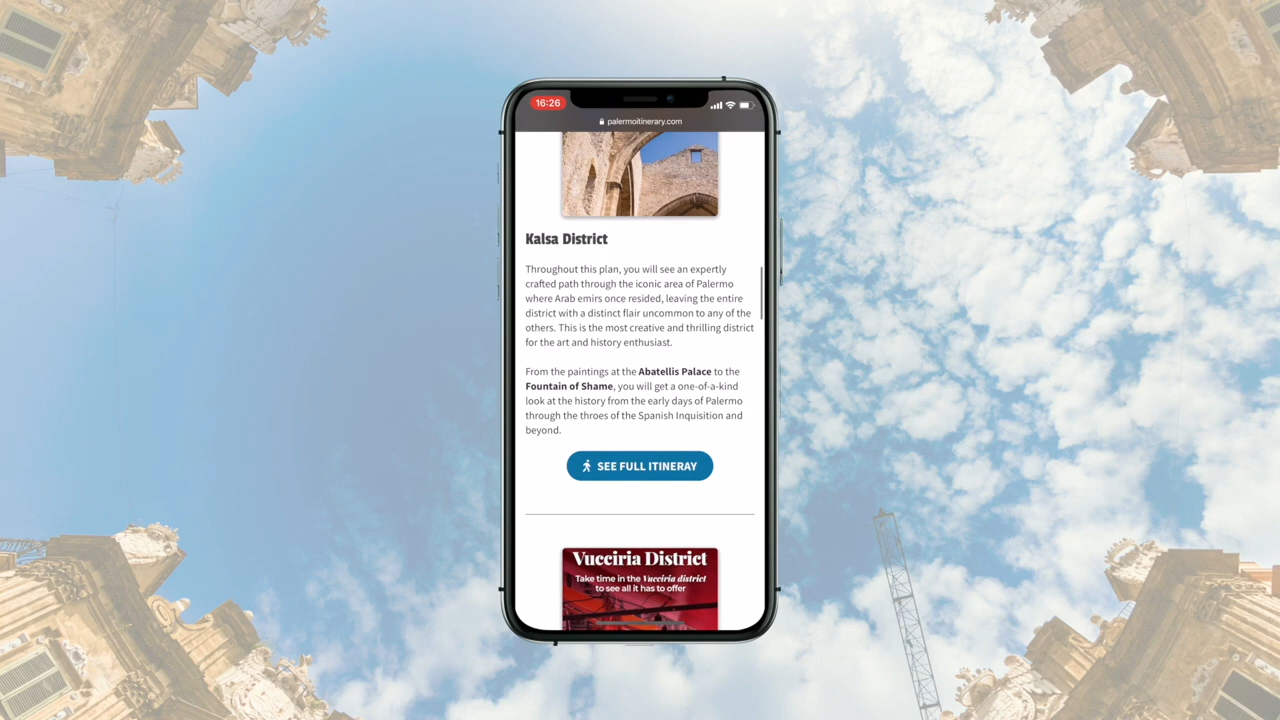 16:26
palermoitinerary.com
Kalsa District
Throughout this plan, you will see an expertly
crafted path through the iconic area of Palermo
where Arab emirs once resided, leaving the entire
district with a distinct flair uncommon to any of the
others. This is the most creative and thrilling district
for the art and history enthusiast.
From the paintings at the Abatellis Palace to the
Fountain of Shame, you will get a one-of-a-kind
look at the history from the early days of Palermo
through the throes of the Spanish Inquisition and
beyond.
SEE FULL ITINERAY
Vucciria District
Take time in the Vucciria district
to see all it has to offer